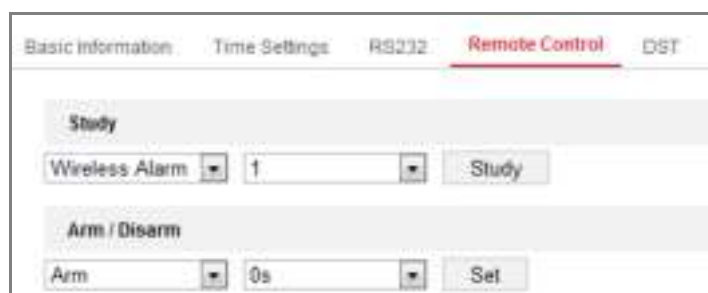 Basic Information Time Settings RS232 Remote Control DST
Study
Wireless Alarm 1 Study
Arm / Disarm
Arm 0s Set